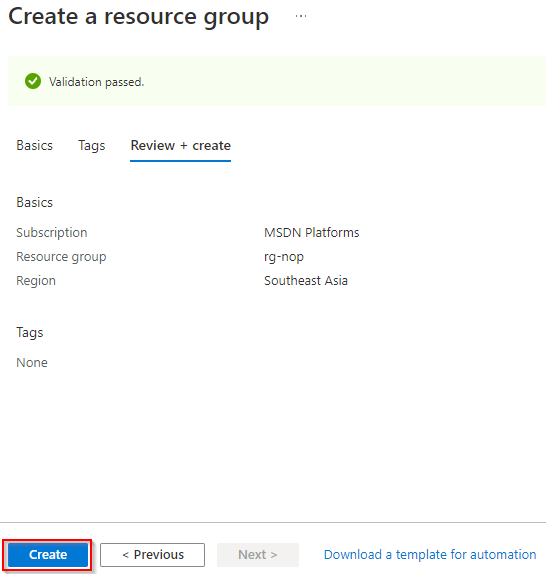 Create a resource group ...
Validation passed.
Basics Tags Review + create
Basics
Subscription MSDN Platforms
Resource group rg-nop
Region Southeast Asia
Tags
None
Create < Previous Next > Download a template for automation